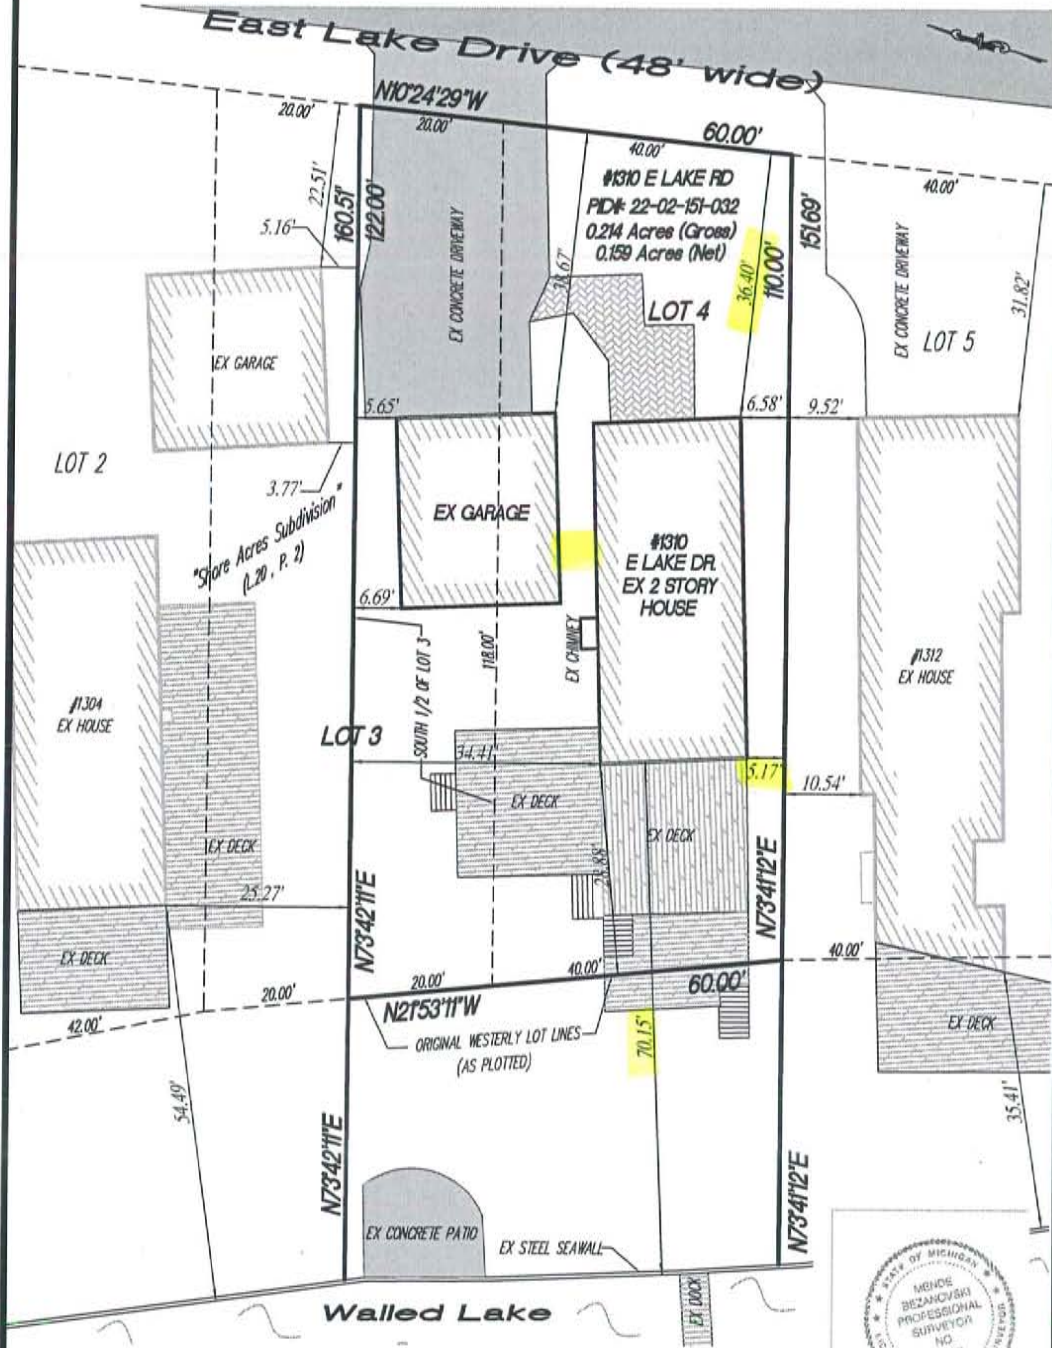 East Lake Drive (48' wide)
N10°24'29"W
20.00'
20.00'
60.00'
40.00'
40.00'
22.51'
160.51'
122.00'
5.16'
EX CONCRETE DRIVEWAY
#1310 E LAKE RD
PID# 22-02-151-032
0.214 Acres (Gross)
0.159 Acres (Net)
36.40'
110.00'
151.69'
EX CONCRETE DRIVEWAY
31.82'
LOT 4
LOT 5
EX GARAGE
5.65'
6.58'
9.52'
LOT 2
3.77'
"Shore Acres Subdivision"
(L.20 , P. 2)
EX GARAGE
#1310
E LAKE DR.
EX 2 STORY
HOUSE
6.69'
EX CHIMNEY
118.00'
SOUTH 1/2 OF LOT 3
#1304
EX HOUSE
#1312
EX HOUSE
LOT 3
34.41'
5.17'
10.54'
EX DECK
EX DECK
EX DECK
25.27'
N73°42'11"E
N73°41'12"E
EX DECK
40.00'
40.00'
20.00'
20.00'
60.00'
42.00'
N21°53'11"W
ORIGINAL WESTERLY LOT LINES
(AS PLOTTED)
70.15'
EX DECK
54.49'
35.41'
N73°42'11"E
N73°41'12"E
EX CONCRETE PATIO
EX STEEL SEAWALL
EX DOCK
Walled Lake
STATE OF MICHIGAN
MENDE
BEZANOVSKI
PROFESSIONAL
SURVEYOR
NO.